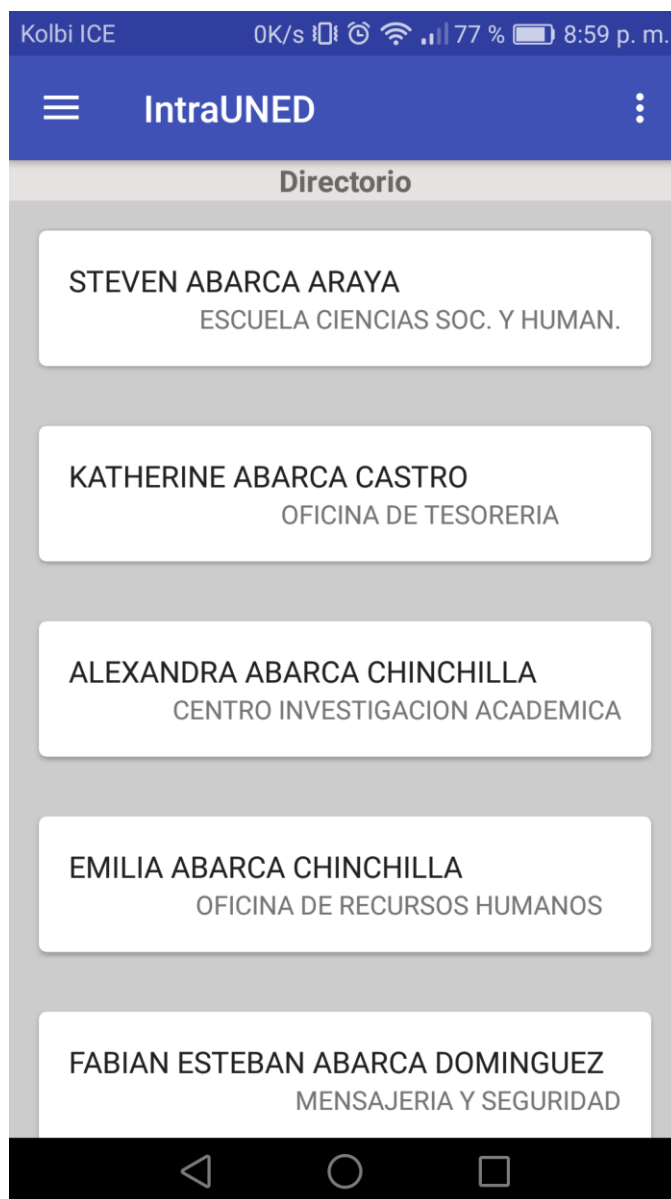 Kolbi ICE 0K/s 77 % 8:59 p. m.
IntraUNED
Directorio
STEVEN ABARCA ARAYA
ESCUELA CIENCIAS SOC. Y HUMAN.
KATHERINE ABARCA CASTRO
OFICINA DE TESORERIA
ALEXANDRA ABARCA CHINCHILLA
CENTRO INVESTIGACION ACADEMICA
EMILIA ABARCA CHINCHILLA
OFICINA DE RECURSOS HUMANOS
FABIAN ESTEBAN ABARCA DOMINGUEZ
MENSAJERIA Y SEGURIDAD